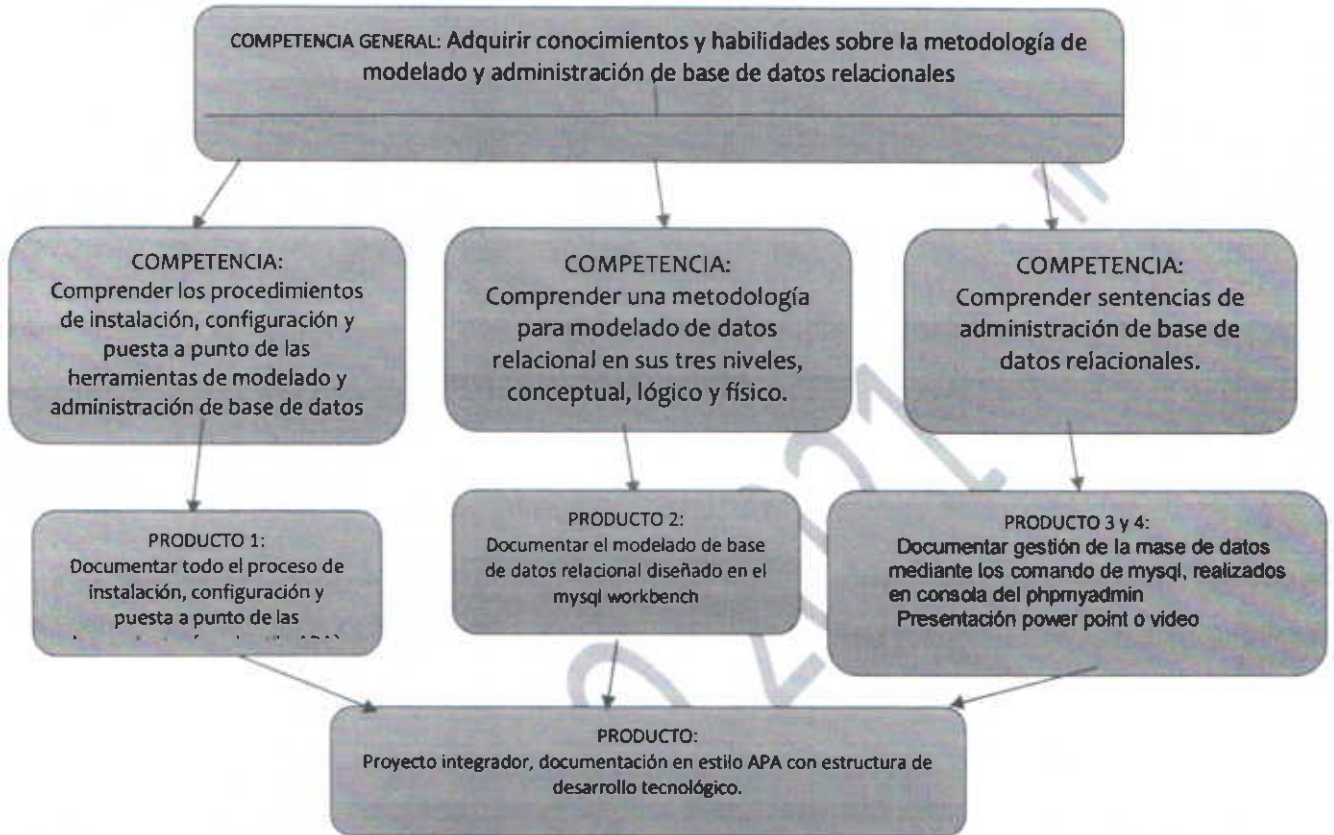 COMPETENCIA GENERAL: Adquirir conocimientos y habilidades sobre la metodología de
modelado y administración de base de datos relacionales
COMPETENCIA:
Comprender los procedimientos
de instalación, configuración y
puesta a punto de las
herramientas de modelado y
administración de base de datos
COMPETENCIA:
Comprender una metodología
para modelado de datos
relacional en sus tres niveles,
conceptual, lógico y físico.
COMPETENCIA:
Comprender sentencias de
administración de base de
datos relacionales.
PRODUCTO 1:
Documentar todo el proceso de
instalación, configuración y
puesta a punto de las
PRODUCTO 2:
Documentar el modelado de base
de datos relacional diseñado en el
mysql workbench
PRODUCTO 3 y 4:
Documentar gestión de la mase de datos
mediante los comando de mysql, realizados
en consola del phpmyadmin
Presentación power point o video
PRODUCTO:
Proyecto integrador, documentación en estilo APA con estructura de
desarrollo tecnológico.